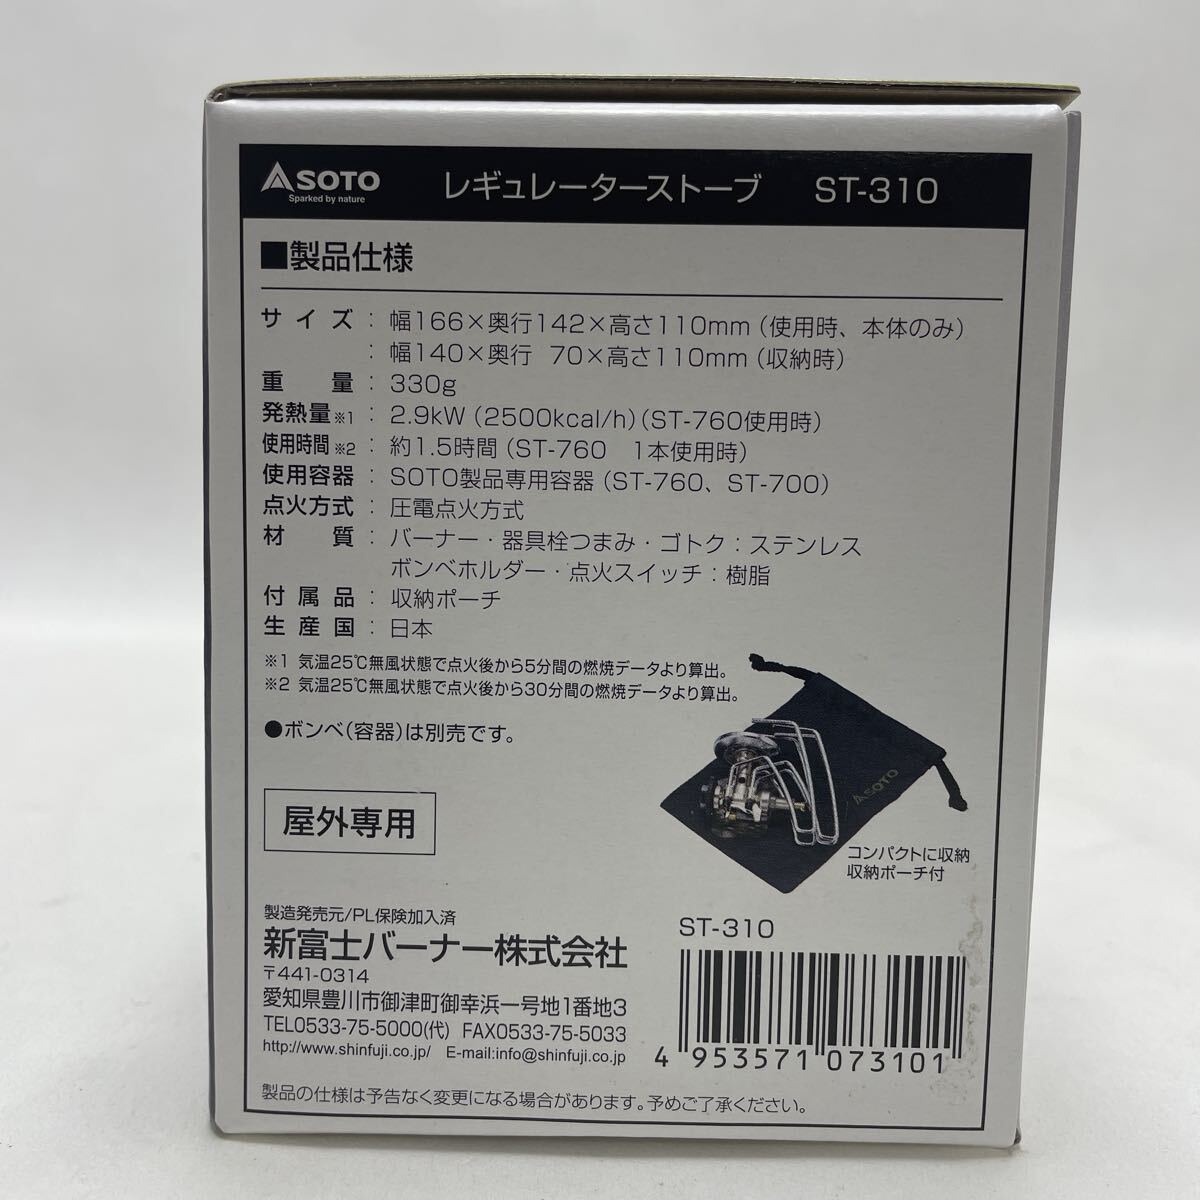 SOTO レギュレーターストーブ ST-310
Sparked by nature
■製品仕様
サイズ：幅166×奥行142×高さ110mm（使用時、本体のみ）
：幅140×奥行 70×高さ110mm（収納時）
重量：330g
発熱量※1：2.9kW（2500kcal/h）（ST-760使用時）
使用時間※2：約1.5時間（ST-760 1本使用時）
使用容器：SOTO製品専用容器（ST-760、ST-700）
点火方式：圧電点火方式
材質：バーナー・器具栓つまみ・ゴトク：ステンレス
ボンベホルダー・点火スイッチ：樹脂
付属品：収納ポーチ
生産国：日本
※1 気温25℃無風状態で点火後から5分間の燃焼データより算出。
※2 気温25℃無風状態で点火後から30分間の燃焼データより算出。
●ボンベ（容器）は別売です。
SOTO
屋外専用
コンパクトに収納
収納ポーチ付
製造発売元/PL保険加入済
新富士バーナー株式会社
〒441-0314
愛知県豊川市御津町御幸浜一号地1番地3
TEL0533-75-5000(代) FAX0533-75-5033
http://www.shinfuji.co.jp/ E-mail:info@shinfuji.co.jp
ST-310
4 953571 073101
製品の仕様は予告なく変更になる場合があります。予めご了承ください。